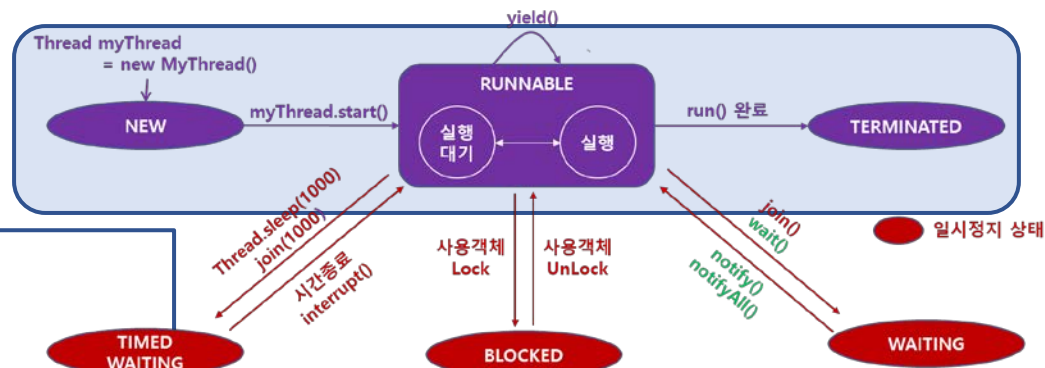 yield()
Thread myThread
= new MyThread()
RUNNABLE
NEW
myThread.start()
실행
대기
실행
run() 완료
TERMINATED
Thread.sleep(1000)
join(1000)
시간종료
interrupt()
사용객체
Lock
사용객체
UnLock
join()
wait()
notify()
notifyAll()
일시정지 상태
TIMED
WAITING
BLOCKED
WAITING